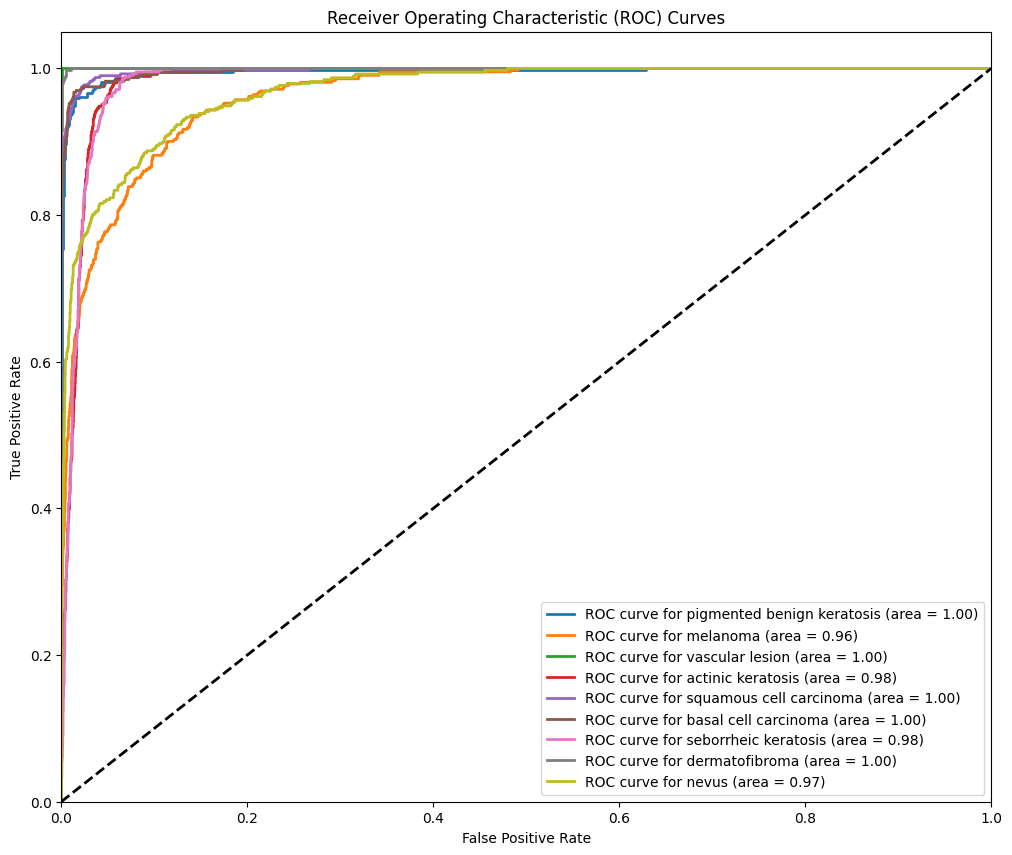 Receiver Operating Characteristic (ROC) Curves
True Positive Rate
1.0
0.8
0.6
0.4
0.2
0.0
ROC curve for pigmented benign keratosis (area = 1.00)
ROC curve for melanoma (area = 0.96)
ROC curve for vascular lesion (area = 1.00)
ROC curve for actinic keratosis (area = 0.98)
ROC curve for squamous cell carcinoma (area = 1.00)
ROC curve for basal cell carcinoma (area = 1.00)
ROC curve for seborrheic keratosis (area = 0.98)
ROC curve for dermatofibroma (area = 1.00)
ROC curve for nevus (area = 0.97)
0.0 0.2 0.4 0.6 0.8 1.0
False Positive Rate